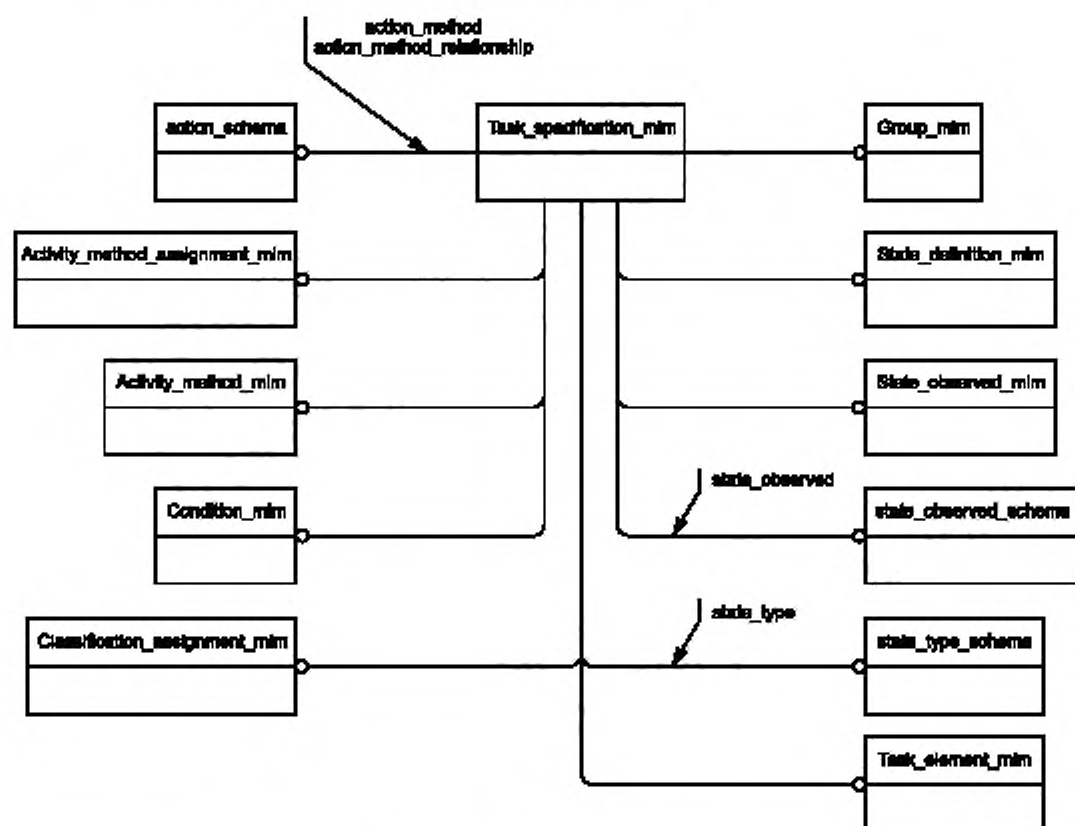 action_method
action_method_relationship
action_schema
Task_specification_mim
Group_mim
Activity_method_assignment_mim
State_definition_mim
Activity_method_mim
State_observed_mim
state_observed
Condition_mim
state_observed_schema
state_type
Classification_assignment_mim
state_type_schema
Task_element_mim